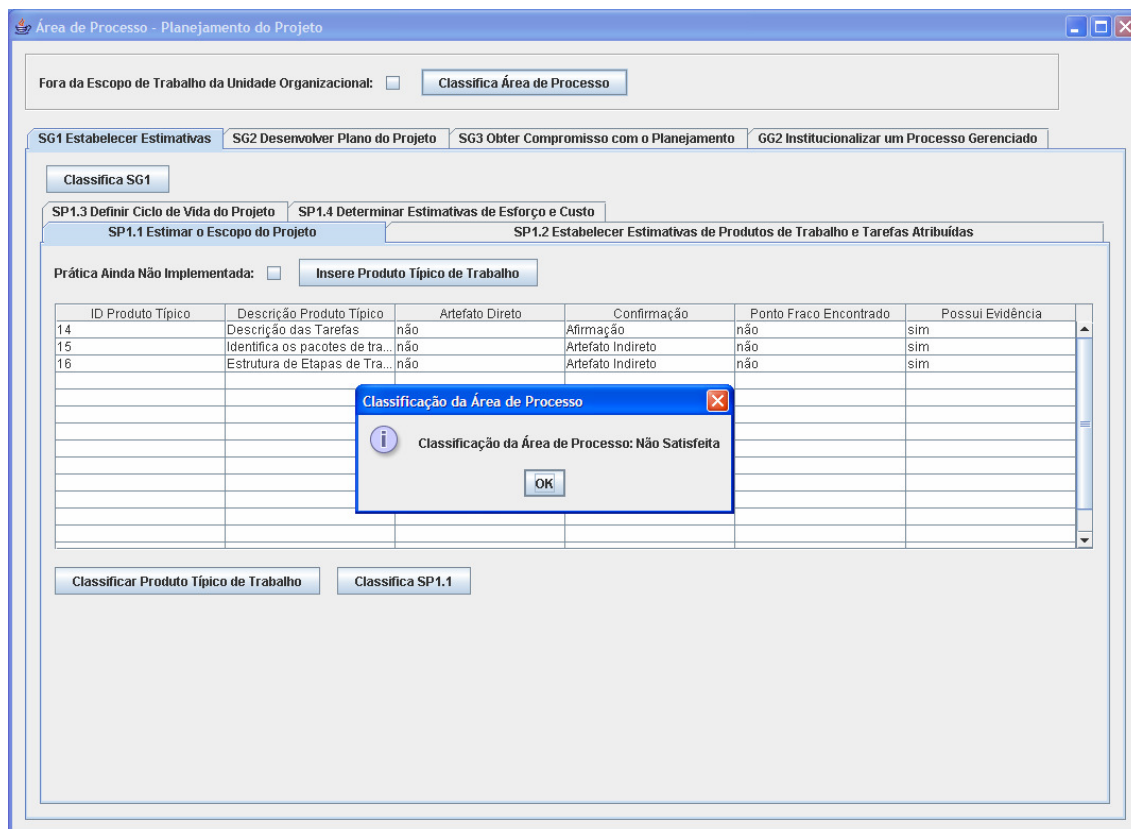 Área de Processo - Planejamento do Projeto
Fora da Escopo de Trabalho da Unidade Organizacional: Classifica Área de Processo
SG1 Estabelecer Estimativas SG2 Desenvolver Plano do Projeto SG3 Obter Compromisso com o Planejamento GG2 Institucionalizar um Processo Gerenciado
Classifica SG1
SP1.3 Definir Ciclo de Vida do Projeto SP1.4 Determinar Estimativas de Esforço e Custo
SP1.1 Estimar o Escopo do Projeto SP1.2 Estabelecer Estimativas de Produtos de Trabalho e Tarefas Atribuídas
Prática Ainda Não Implementada: Insere Produto Típico de Trabalho
ID Produto Típico Descrição Produto Típico Artefato Direto Confirmação Ponto Fraco Encontrado Possui Evidência
14 Descrição das Tarefas não Afirmação não sim
15 Identifica os pacotes de tra... não Artefato Indireto não sim
16 Estrutura de Etapas de Tra... não Artefato Indireto não sim
Classificação da Área de Processo
Classificação da Área de Processo: Não Satisfeita
OK
Classificar Produto Típico de Trabalho Classifica SP1.1